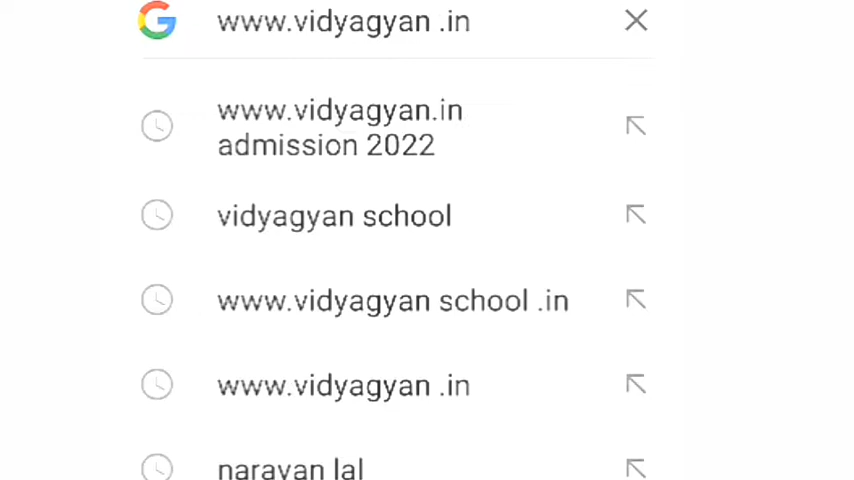 www.vidyagyan .in
www.vidyagyan.in
admission 2022
vidyagyan school
www.vidyagyan school .in
www.vidyagyan .in
narayan lal